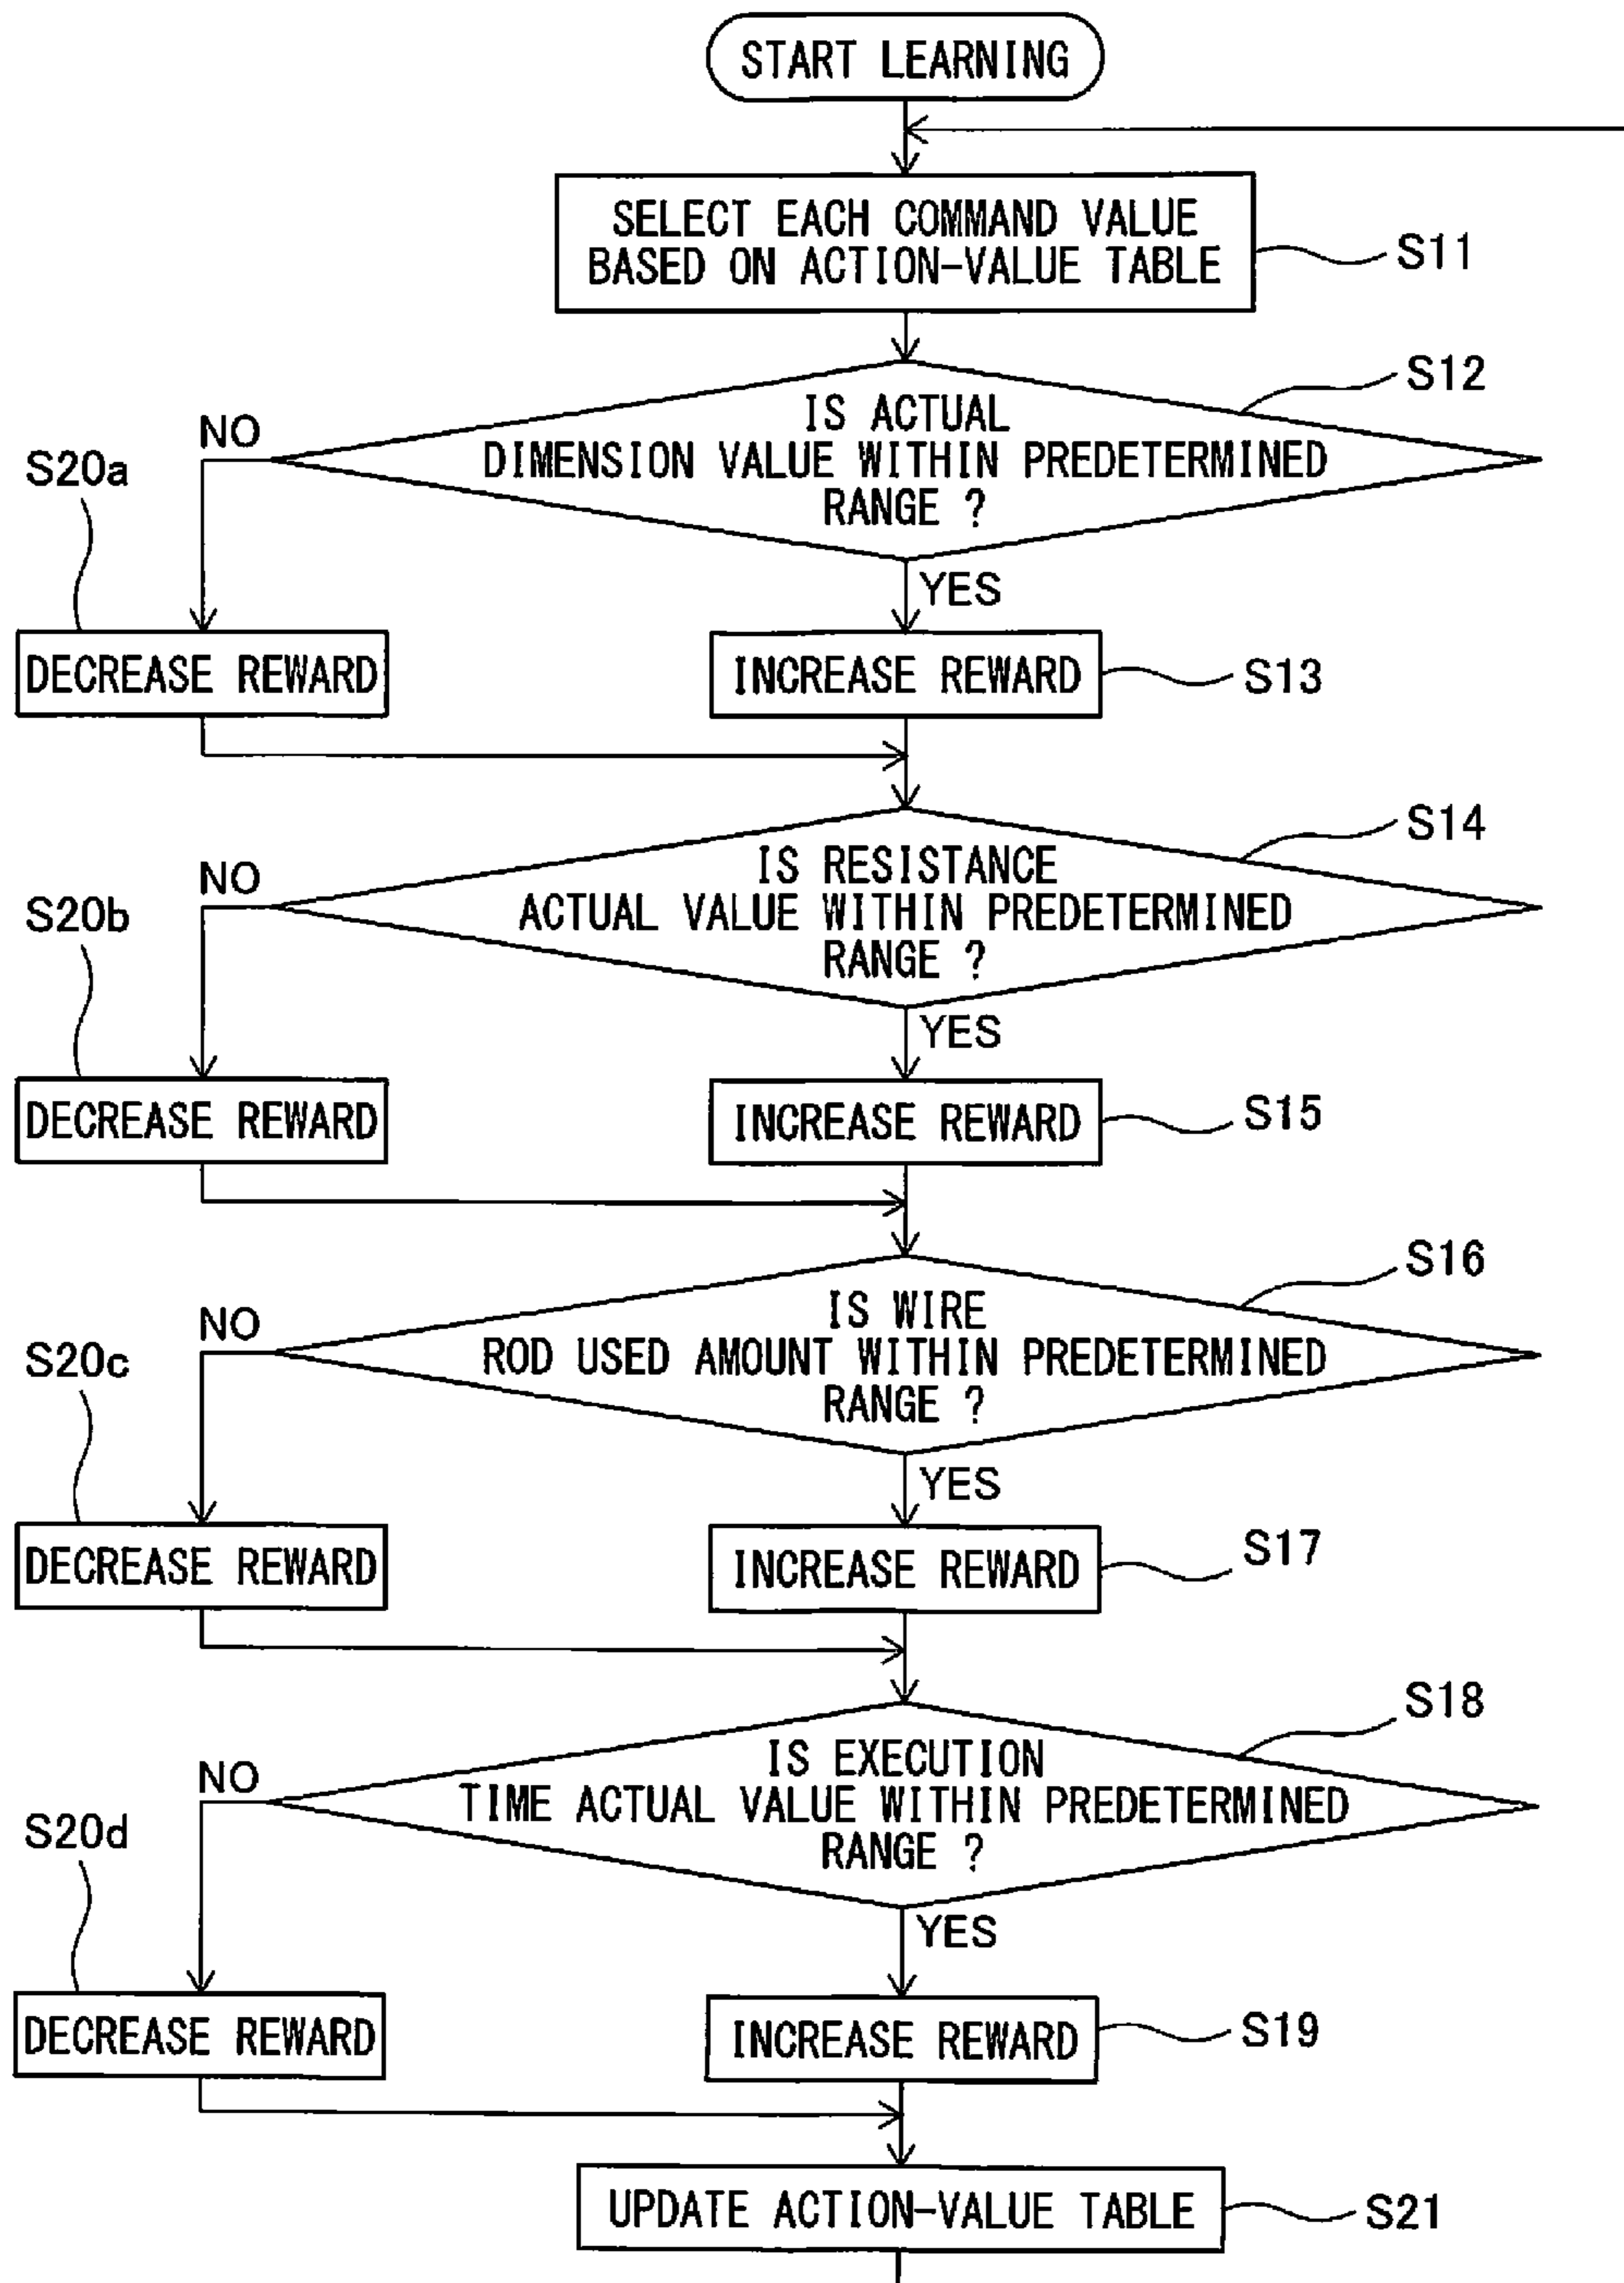 START LEARNING
SELECT EACH COMMAND VALUE
BASED ON ACTION-VALUE TABLE
S11
S12
IS ACTUAL
DIMENSION VALUE WITHIN PREDETERMINED
RANGE ?
NO
S20a
YES
DECREASE REWARD
INCREASE REWARD
S13
S14
IS RESISTANCE
ACTUAL VALUE WITHIN PREDETERMINED
RANGE ?
NO
S20b
YES
DECREASE REWARD
INCREASE REWARD
S15
S16
IS WIRE
ROD USED AMOUNT WITHIN PREDETERMINED
RANGE ?
NO
S20c
YES
DECREASE REWARD
INCREASE REWARD
S17
S18
IS EXECUTION
TIME ACTUAL VALUE WITHIN PREDETERMINED
RANGE ?
NO
S20d
YES
DECREASE REWARD
INCREASE REWARD
S19
UPDATE ACTION-VALUE TABLE
S21